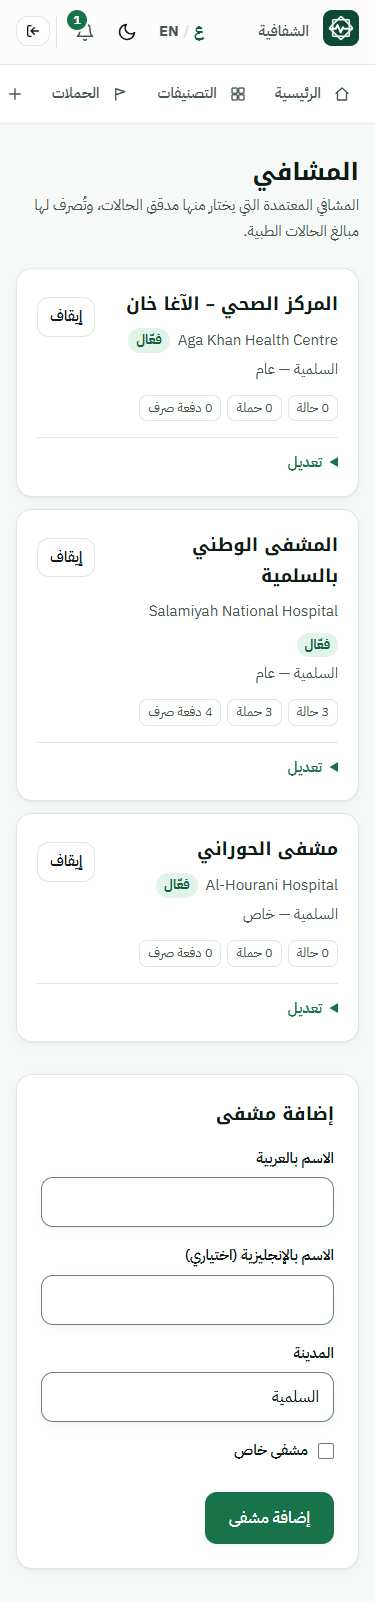 الشفافية
ع / EN
1
الرئيسية
التصنيفات
الحملات
المشافي
المشافي المعتمدة التي يختار منها مدقق الحالات، وتُصرف لها
مبالغ الحالات الطبية.
المركز الصحي – الآغا خان
إيقاف
Aga Khan Health Centre فعّال
السلمية — عام
0 حالة
0 حملة
0 دفعة صرف
تعديل
المشفى الوطني
بالسلمية
إيقاف
Salamiyah National Hospital
فعّال
السلمية — عام
3 حالة
3 حملة
4 دفعة صرف
تعديل
مشفى الحوراني
إيقاف
Al-Hourani Hospital فعّال
السلمية — خاص
0 حالة
0 حملة
0 دفعة صرف
تعديل
إضافة مشفى
الاسم بالعربية
الاسم بالإنجليزية (اختياري)
المدينة
السلمية
مشفى خاص
إضافة مشفى